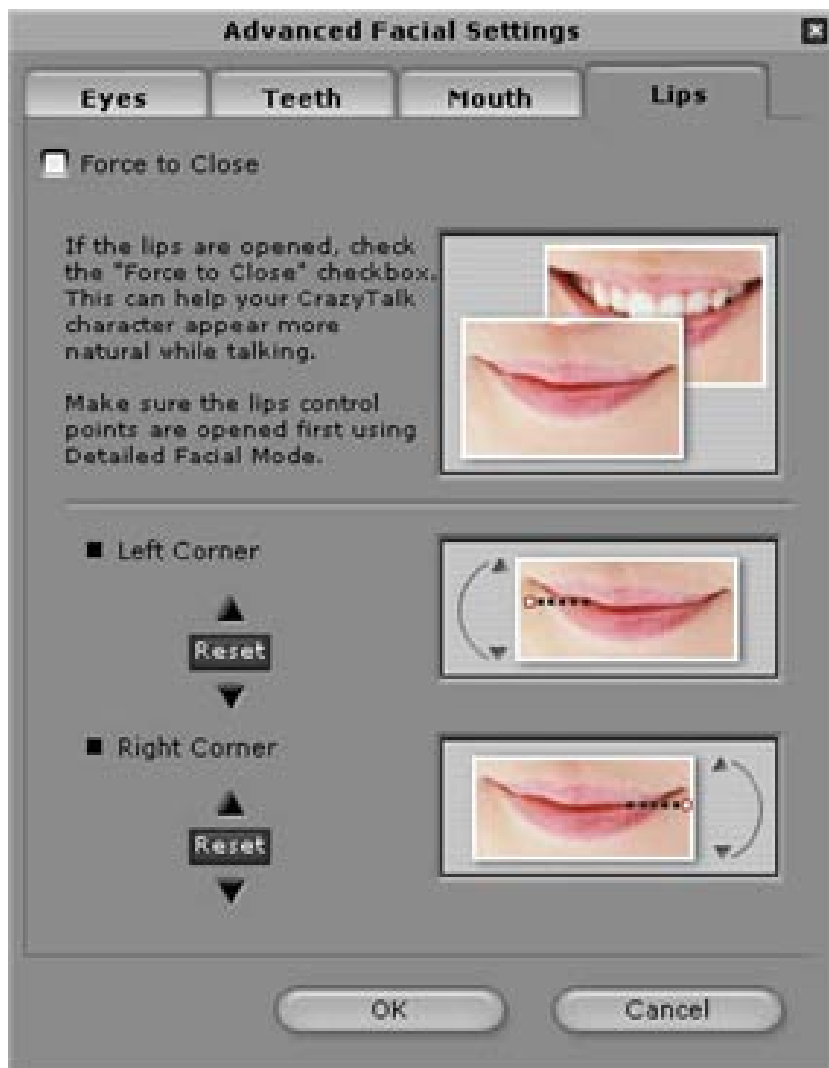 Advanced Facial Settings
Eyes
Teeth
Mouth
Lips
Force to Close
If the lips are opened, check
the "Force to Close" checkbox.
This can help your CrazyTalk
character appear more
natural while talking.
Make sure the lips control
points are opened first using
Detailed Facial Mode.
Left Corner
Reset
Right Corner
Reset
OK
Cancel